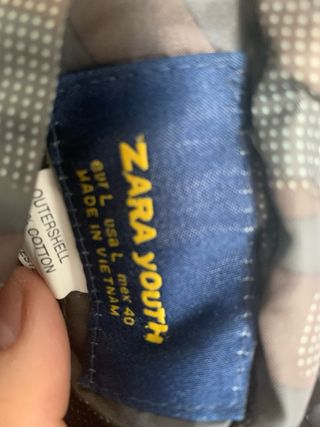 ZARA YOUTH
eur L usa L mex 40
MADE IN VIETNAM
OUTERSHELL
COTTON